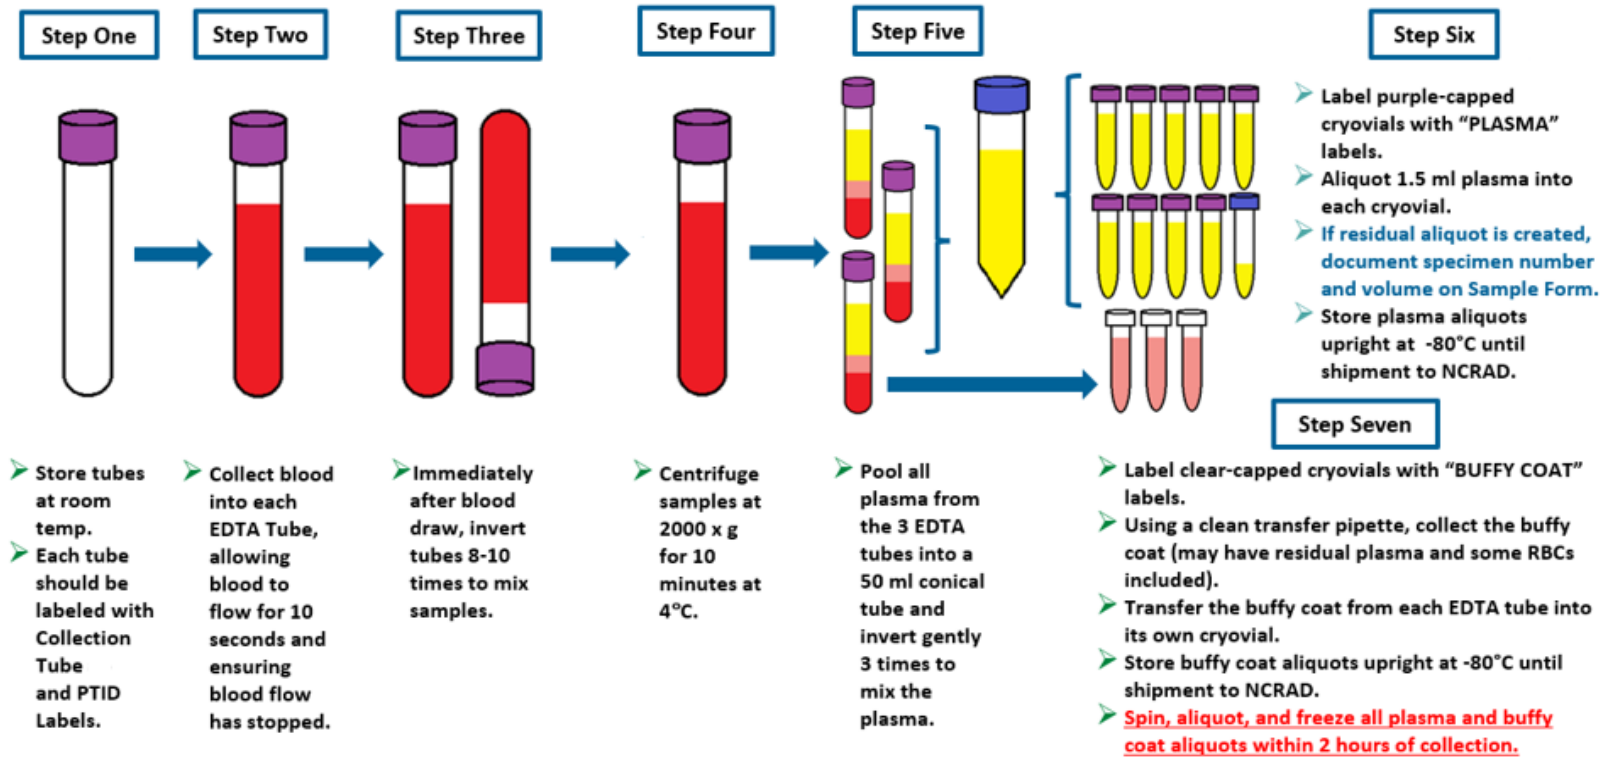 Step One
Store tubes
at room
temp.
Each tube
should be
labeled with
Collection
Tube
and PTID
Labels.
Step Two
Collect blood
into each
EDTA Tube,
allowing
blood to
flow for 10
seconds and
ensuring
blood flow
has stopped.
Step Three
Immediately
after blood
draw, invert
tubes 8-10
times to mix
samples.
Step Four
Centrifuge
samples at
2000 x g
for 10
minutes at
4°C.
Step Five
Pool all
plasma from
the 3 EDTA
tubes into a
50 ml conical
tube and
invert gently
3 times to
mix the
plasma.
Step Six
Label purple-capped
cryovials with “PLASMA”
labels.
Aliquot 1.5 ml plasma into
each cryovial.
If residual aliquot is created,
document specimen number
and volume on Sample Form.
Store plasma aliquots
upright at -80°C until
shipment to NCRAD.
Step Seven
Label clear-capped cryovials with “BUFFY COAT”
labels.
Using a clean transfer pipette, collect the buffy
coat (may have residual plasma and some RBCs
included).
Transfer the buffy coat from each EDTA tube into
its own cryovial.
Store buffy coat aliquots upright at -80°C until
shipment to NCRAD.
Spin, aliquot, and freeze all plasma and buffy
coat aliquots within 2 hours of collection.